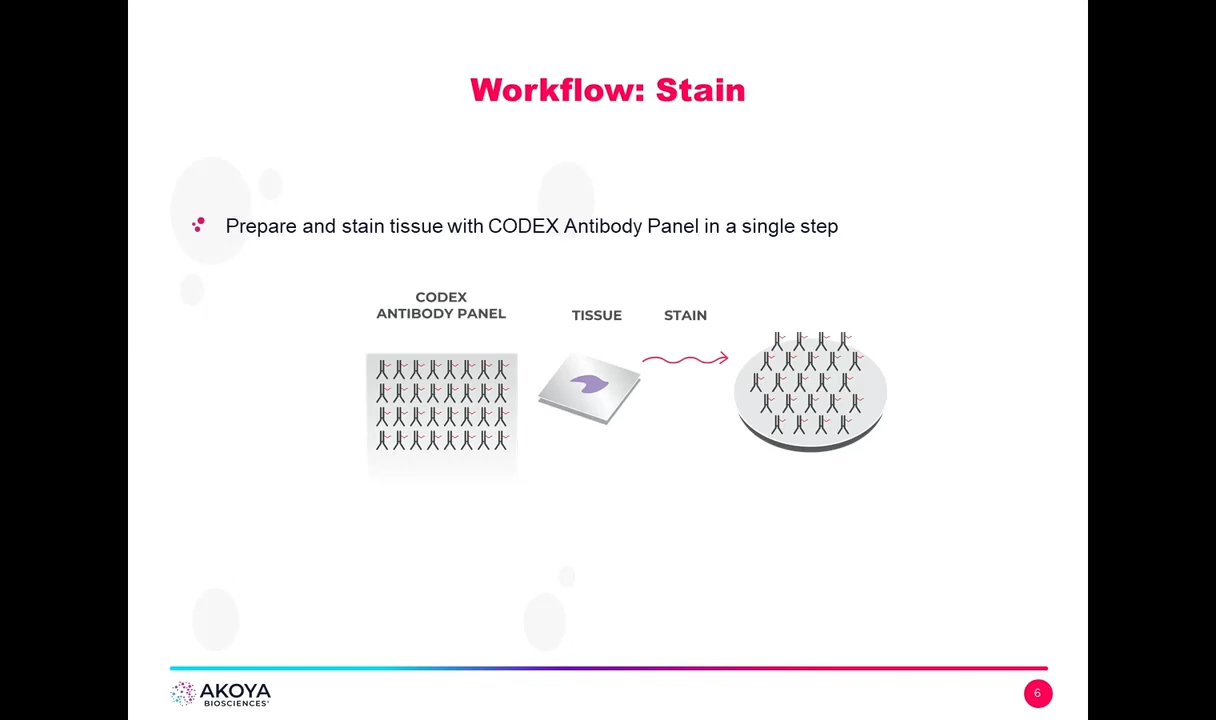 Workflow: Stain
Prepare and stain tissue with CODEX Antibody Panel in a single step
CODEX
ANTIBODY PANEL
TISSUE
STAIN
AKOYA
BIOSCIENCES®
6